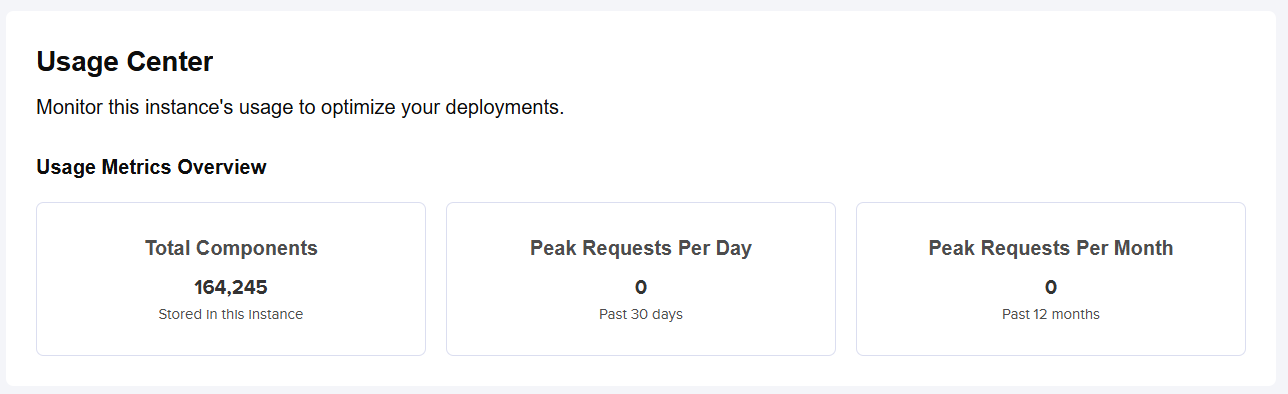 Usage Center
Monitor this instance's usage to optimize your deployments.
Usage Metrics Overview
Total Components
164,245
Stored in this instance
Peak Requests Per Day
0
Past 30 days
Peak Requests Per Month
0
Past 12 months